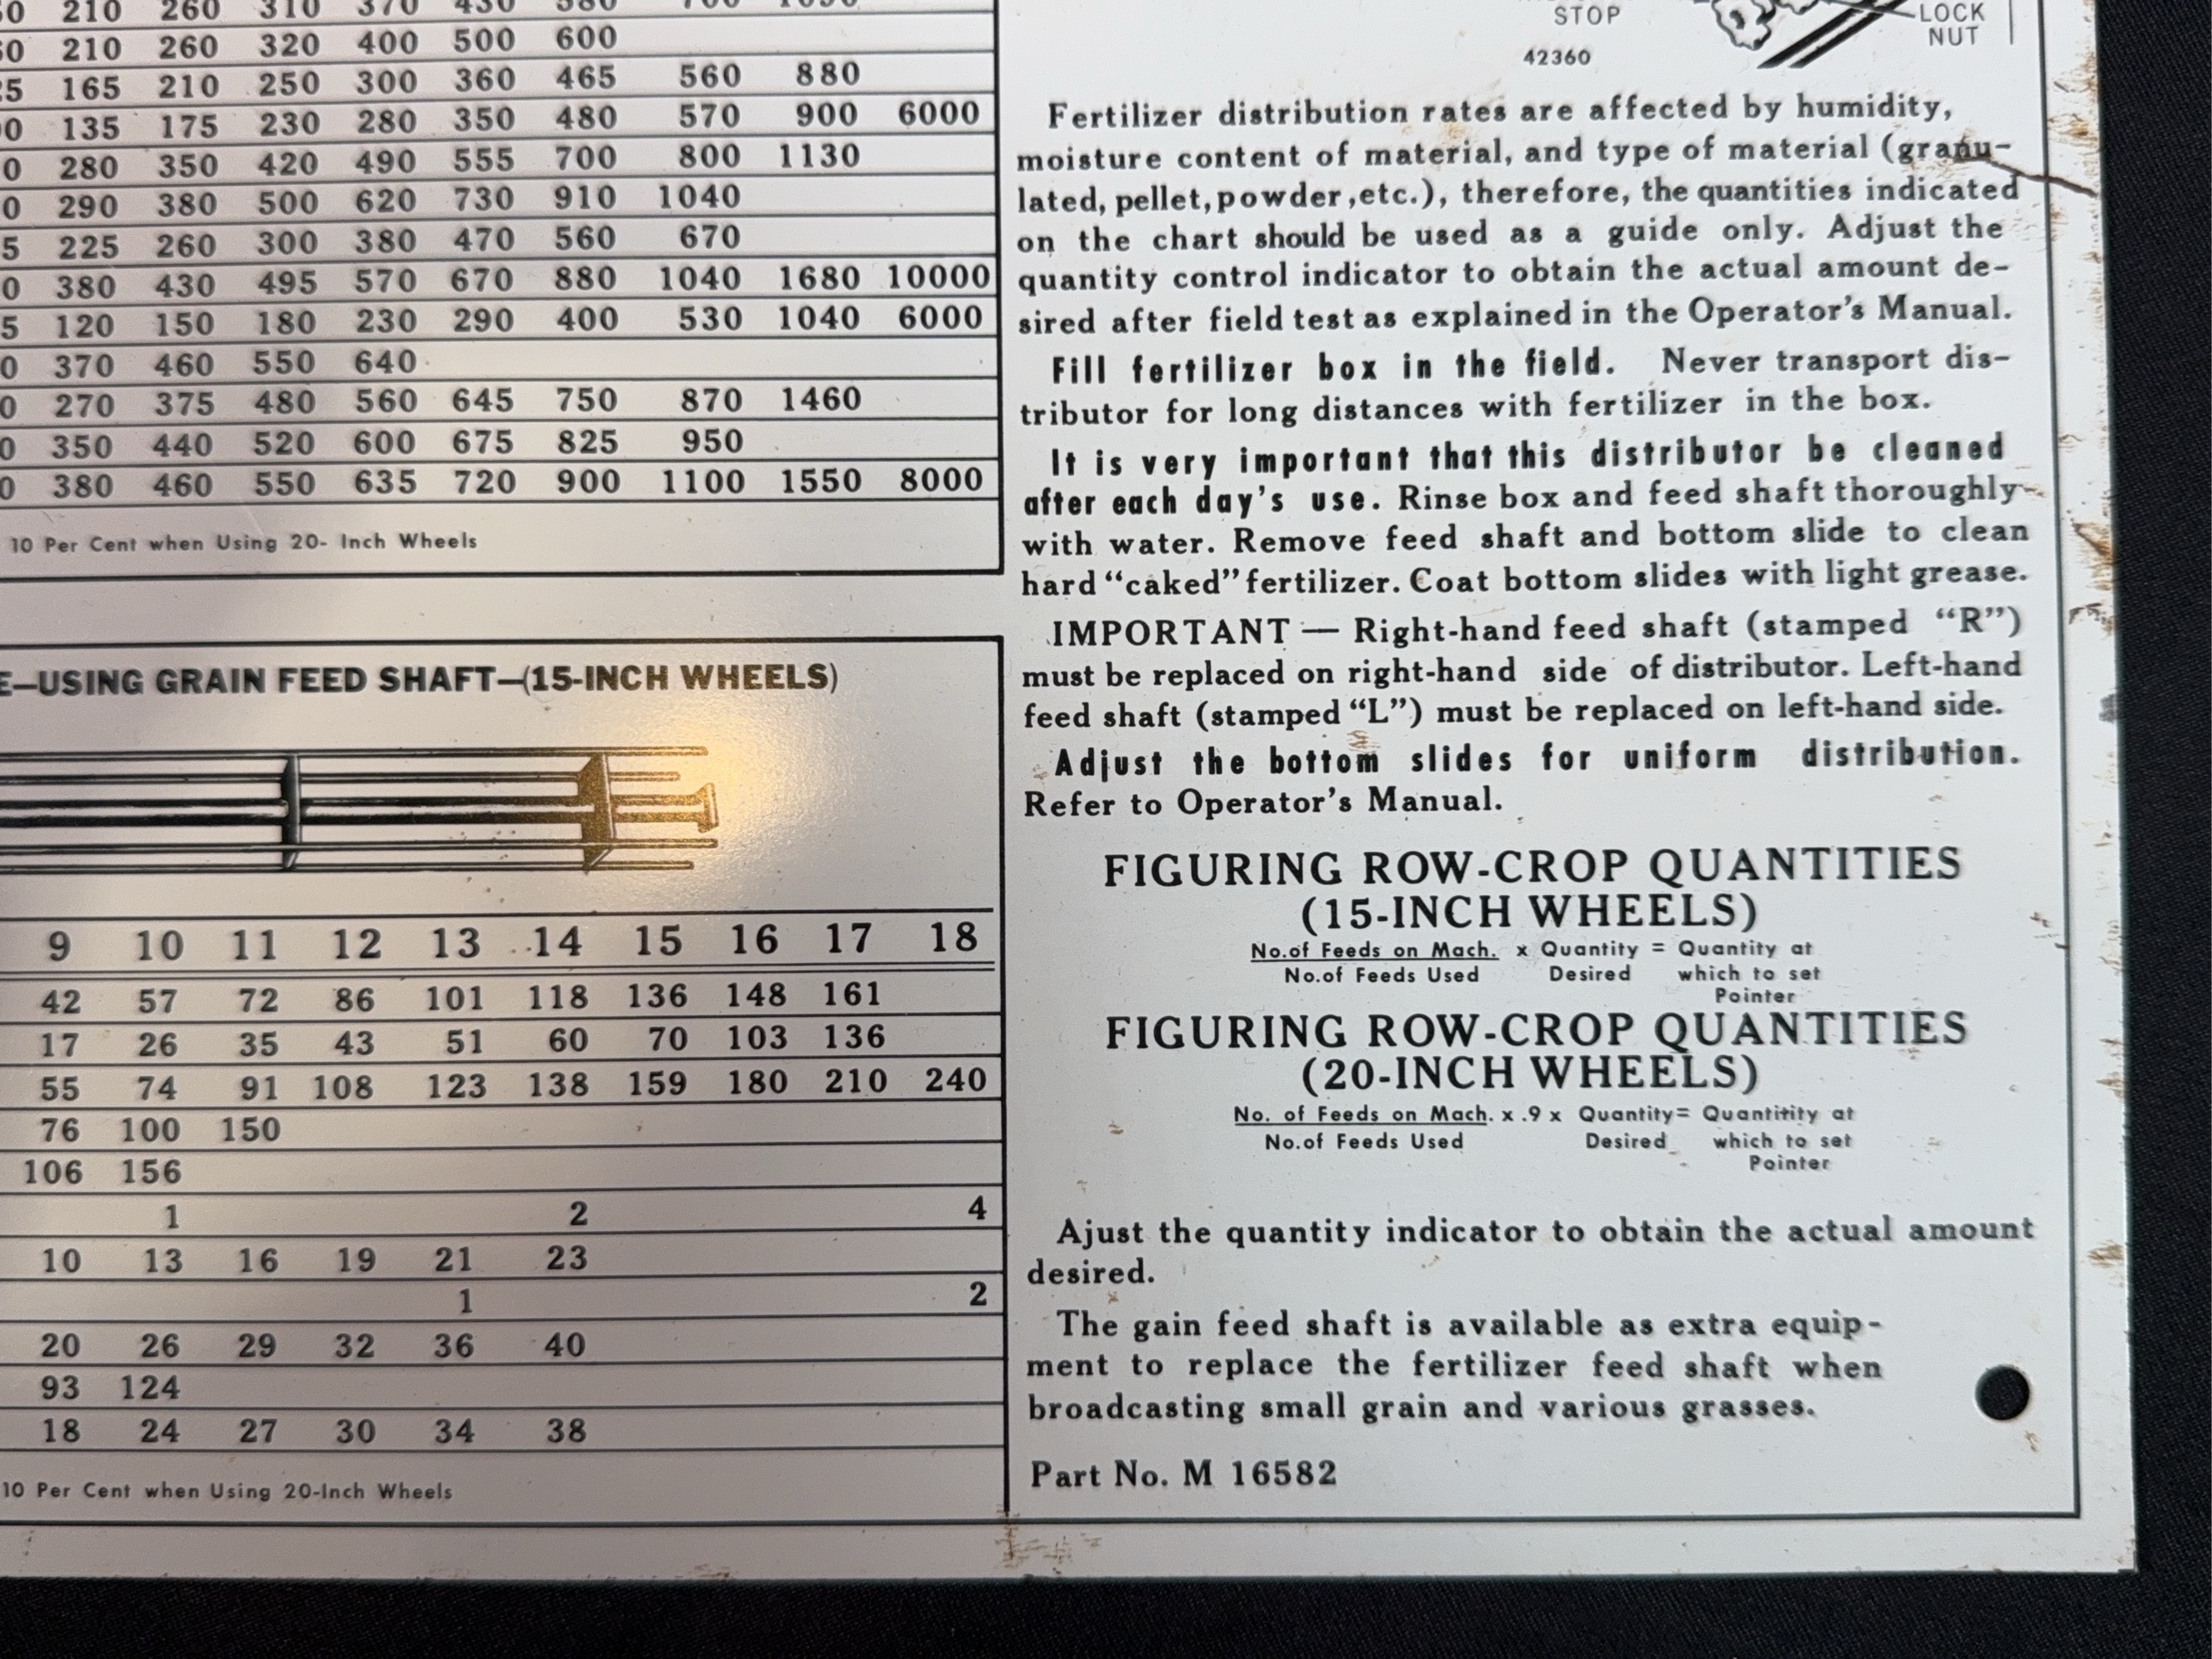 210 260 310 370 430 580
210 260 320 400 500 600
165 210 250 300 360 465 560 880
135 175 230 280 350 480 570 900 6000
280 350 420 490 555 700 800 1130
290 380 500 620 730 910 1040
225 260 300 380 470 560 670
380 430 495 570 670 880 1040 1680 10000
120 150 180 230 290 400 530 1040 6000
370 460 550 640
270 375 480 560 645 750 870 1460
350 440 520 600 675 825 950
380 460 550 635 720 900 1100 1550 8000
10 Per Cent when Using 20- Inch Wheels
E—USING GRAIN FEED SHAFT—(15-INCH WHEELS)
9 10 11 12 13 14 15 16 17 18
42 57 72 86 101 118 136 148 161
17 26 35 43 51 60 70 103 136
55 74 91 108 123 138 159 180 210 240
76 100 150
106 156
1 2 4
10 13 16 19 21 23
1 2
20 26 29 32 36 40
93 124
18 24 27 30 34 38
10 Per Cent when Using 20-Inch Wheels
STOP
LOCK
NUT
42360
Fertilizer distribution rates are affected by humidity,
moisture content of material, and type of material (granu-
lated, pellet, powder ,etc.), therefore, the quantities indicated
on the chart should be used as a guide only. Adjust the
quantity control indicator to obtain the actual amount de-
sired after field test as explained in the Operator's Manual.
Fill fertilizer box in the field. Never transport dis-
tributor for long distances with fertilizer in the box.
It is very important that this distributor be cleaned
after each day's use. Rinse box and feed shaft thoroughly
with water. Remove feed shaft and bottom slide to clean
hard "caked" fertilizer. Coat bottom slides with light grease.
IMPORTANT — Right-hand feed shaft (stamped "R")
must be replaced on right-hand side of distributor. Left-hand
feed shaft (stamped "L") must be replaced on left-hand side.
Adjust the bottom slides for uniform distribution.
Refer to Operator's Manual.
FIGURING ROW-CROP QUANTITIES
(15-INCH WHEELS)
No.of Feeds on Mach. x Quantity = Quantity at
No.of Feeds Used Desired which to set
Pointer
FIGURING ROW-CROP QUANTITIES
(20-INCH WHEELS)
No. of Feeds on Mach. x .9 x Quantity= Quantitity at
No.of Feeds Used Desired which to set
Pointer
Ajust the quantity indicator to obtain the actual amount
desired.
The gain feed shaft is available as extra equip-
ment to replace the fertilizer feed shaft when
broadcasting small grain and various grasses.
Part No. M 16582